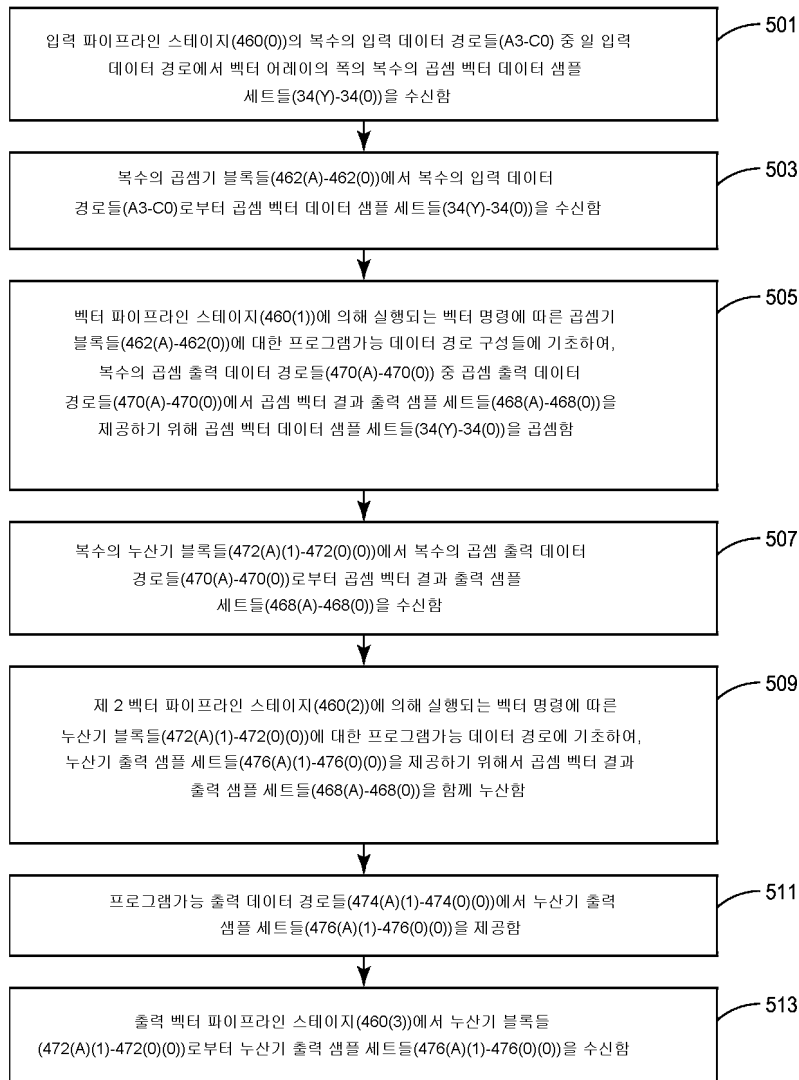 입력 파이프라인 스테이지(460(0))의 복수의 입력 데이터 경로들(A3-C0) 중 일 입력
데이터 경로에서 벡터 어레이의 폭의 복수의 곱셈 벡터 데이터 샘플
세트들(34(Y)-34(0))을 수신함
501
복수의 곱셈기 블록들(462(A)-462(0))에서 복수의 입력 데이터
경로들(A3-C0)로부터 곱셈 벡터 데이터 샘플 세트들(34(Y)-34(0))을 수신함
503
벡터 파이프라인 스테이지(460(1))에 의해 실행되는 벡터 명령에 따른 곱셈기
블록들(462(A)-462(0))에 대한 프로그램가능 데이터 경로 구성들에 기초하여,
복수의 곱셈 출력 데이터 경로들(470(A)-470(0)) 중 곱셈 출력 데이터
경로들(470(A)-470(0))에서 곱셈 벡터 결과 출력 샘플 세트들(468(A)-468(0))을
제공하기 위해 곱셈 벡터 데이터 샘플 세트들(34(Y)-34(0))을 곱셈함
505
복수의 누산기 블록들(472(A)(1)-472(0)(0))에서 복수의 곱셈 출력 데이터
경로들(470(A)-470(0))로부터 곱셈 벡터 결과 출력 샘플
세트들(468(A)-468(0))을 수신함
507
제 2 벡터 파이프라인 스테이지(460(2))에 의해 실행되는 벡터 명령에 따른
누산기 블록들(472(A)(1)-472(0)(0))에 대한 프로그램가능 데이터 경로에 기초하여,
누산기 출력 샘플 세트들(476(A)(1)-476(0)(0))을 제공하기 위해서 곱셈 벡터 결과
출력 샘플 세트들(468(A)-468(0))을 함께 누산함
509
프로그램가능 출력 데이터 경로들(474(A)(1)-474(0)(0))에서 누산기 출력
샘플 세트들(476(A)(1)-476(0)(0))을 제공함
511
출력 벡터 파이프라인 스테이지(460(3))에서 누산기 블록들
(472(A)(1)-472(0)(0))로부터 누산기 출력 샘플 세트들(476(A)(1)-476(0)(0))을 수신함
513